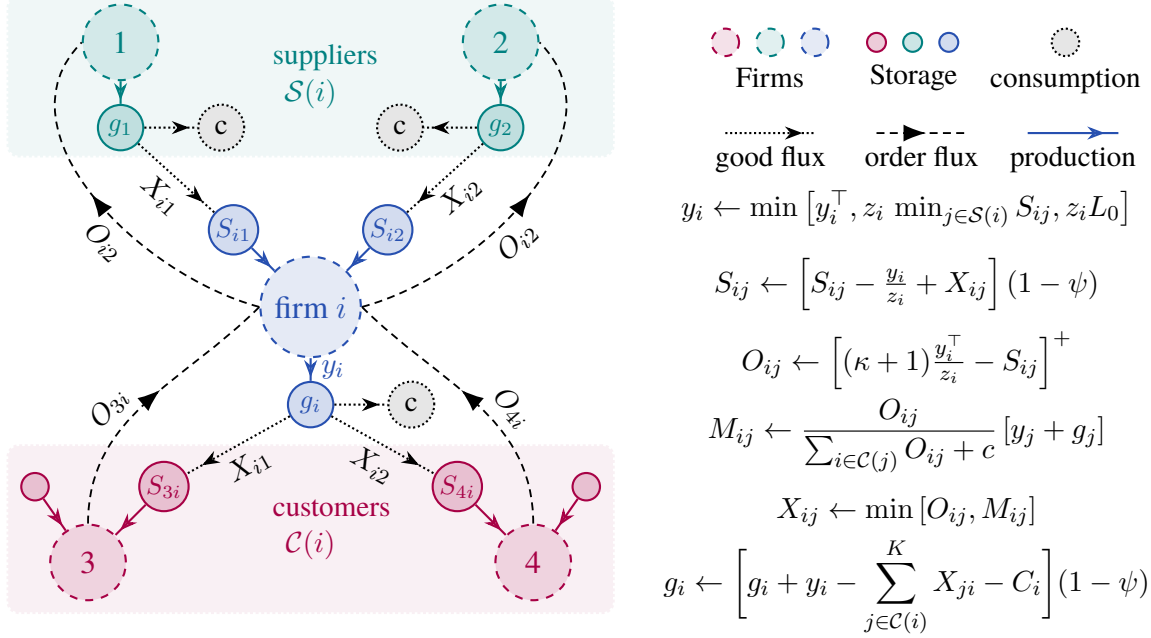 1
2
suppliers
𝒮(i)
g₁
c
c
g₂
X_{i1}
X_{i2}
S_{i1}
S_{i2}
O_{i2}
O_{i2}
firm i
y_i
g_i
c
O_{3i}
O_{4i}
X_{i1}
X_{i2}
S_{3i}
S_{4i}
customers
𝒞(i)
3
4
Firms
Storage
consumption
good flux
order flux
production
y_i ← min [y_i^⊤, z_i min_{j∈𝒮(i)} S_{ij}, z_i L_0]
S_{ij} ← [S_{ij} − \frac{y_i}{z_i} + X_{ij}] (1 − ψ)
O_{ij} ← [(κ + 1)\frac{y_i^⊤}{z_i} − S_{ij}]^+
M_{ij} ← \frac{O_{ij}}{∑_{i∈𝒞(j)} O_{ij} + c} [y_j + g_j]
X_{ij} ← min [O_{ij}, M_{ij}]
g_i ← [g_i + y_i − ∑_{j∈𝒞(i)}^{K} X_{ji} − C_i] (1 − ψ)